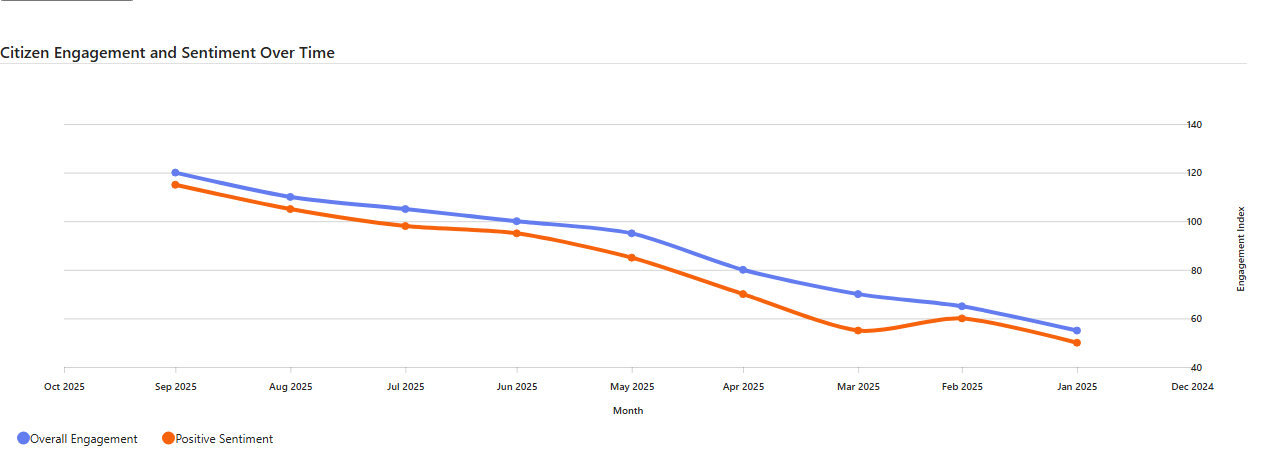 Citizen Engagement and Sentiment Over Time
140
120
100
80
60
40
Engagement Index
Oct 2025 Sep 2025 Aug 2025 Jul 2025 Jun 2025 May 2025 Apr 2025 Mar 2025 Feb 2025 Jan 2025 Dec 2024
Month
Overall Engagement Positive Sentiment